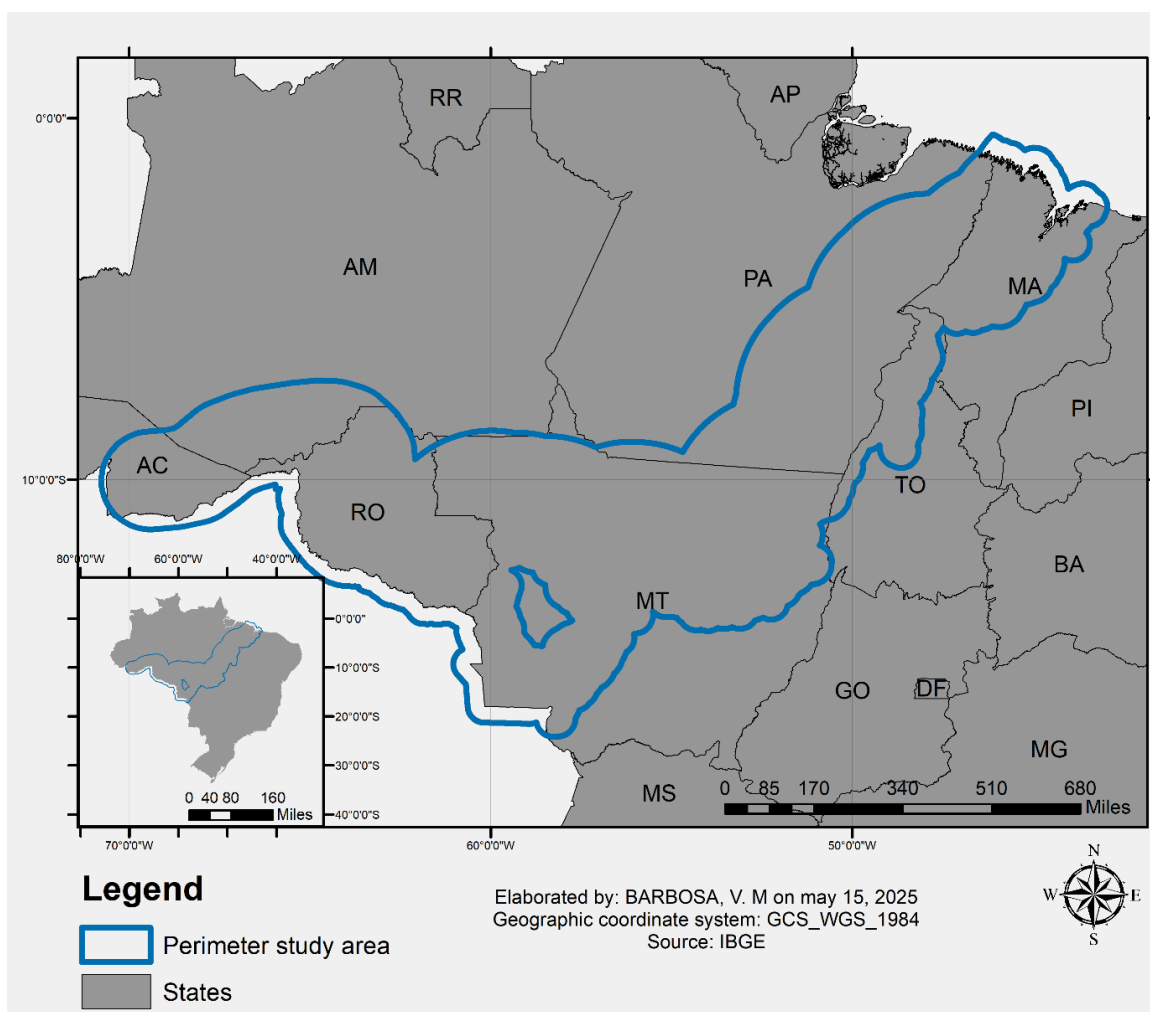 RR
AP
0°0'0"
AM
PA
MA
PI
AC
10°0'0"S
TO
RO
BA
80°0'0"W 60°0'0"W 40°0'0"W
MT
0°0'0"
10°0'0"S
GO
DF
20°0'0"S
MG
30°0'0"S
MS
0 85 170 340 510 680
Miles
0 40 80 160
Miles
40°0'0"S
70°0'0"W 60°0'0"W 50°0'0"W
Legend
Perimeter study area
States
Elaborated by: BARBOSA, V. M on may 15, 2025
Geographic coordinate system: GCS_WGS_1984
Source: IBGE
N
W E
S